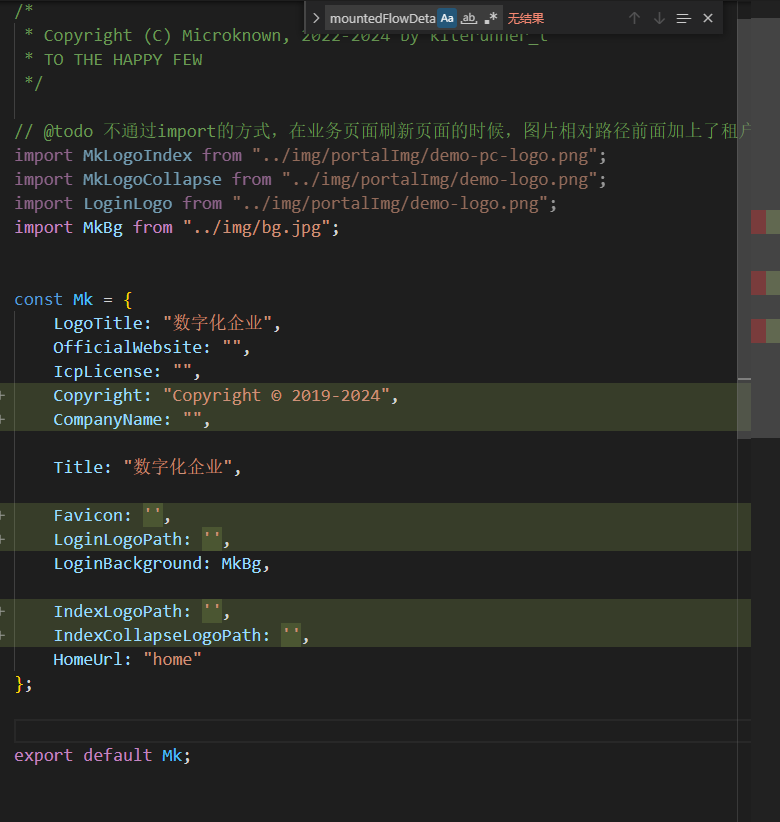 /*
mountedFlowDeta Aa ab .* 无结果
* Copyright (C) Microknown, 2022-2024 by kiterunner_t
* TO THE HAPPY FEW
*/
// @todo 不通过import的方式，在业务页面刷新页面的时候，图片相对路径前面加上了租户
import MkLogoIndex from "../img/portalImg/demo-pc-logo.png";
import MkLogoCollapse from "../img/portalImg/demo-logo.png";
import LoginLogo from "../img/portalImg/demo-logo.png";
import MkBg from "../img/bg.jpg";
const Mk = {
LogoTitle: "数字化企业",
OfficialWebsite: "",
IcpLicense: "",
+ Copyright: "Copyright © 2019-2024",
+ CompanyName: "",
Title: "数字化企业",
+ Favicon: '',
+ LoginLogoPath: '',
LoginBackground: MkBg,
+ IndexLogoPath: '',
+ IndexCollapseLogoPath: '',
HomeUrl: "home"
};
export default Mk;